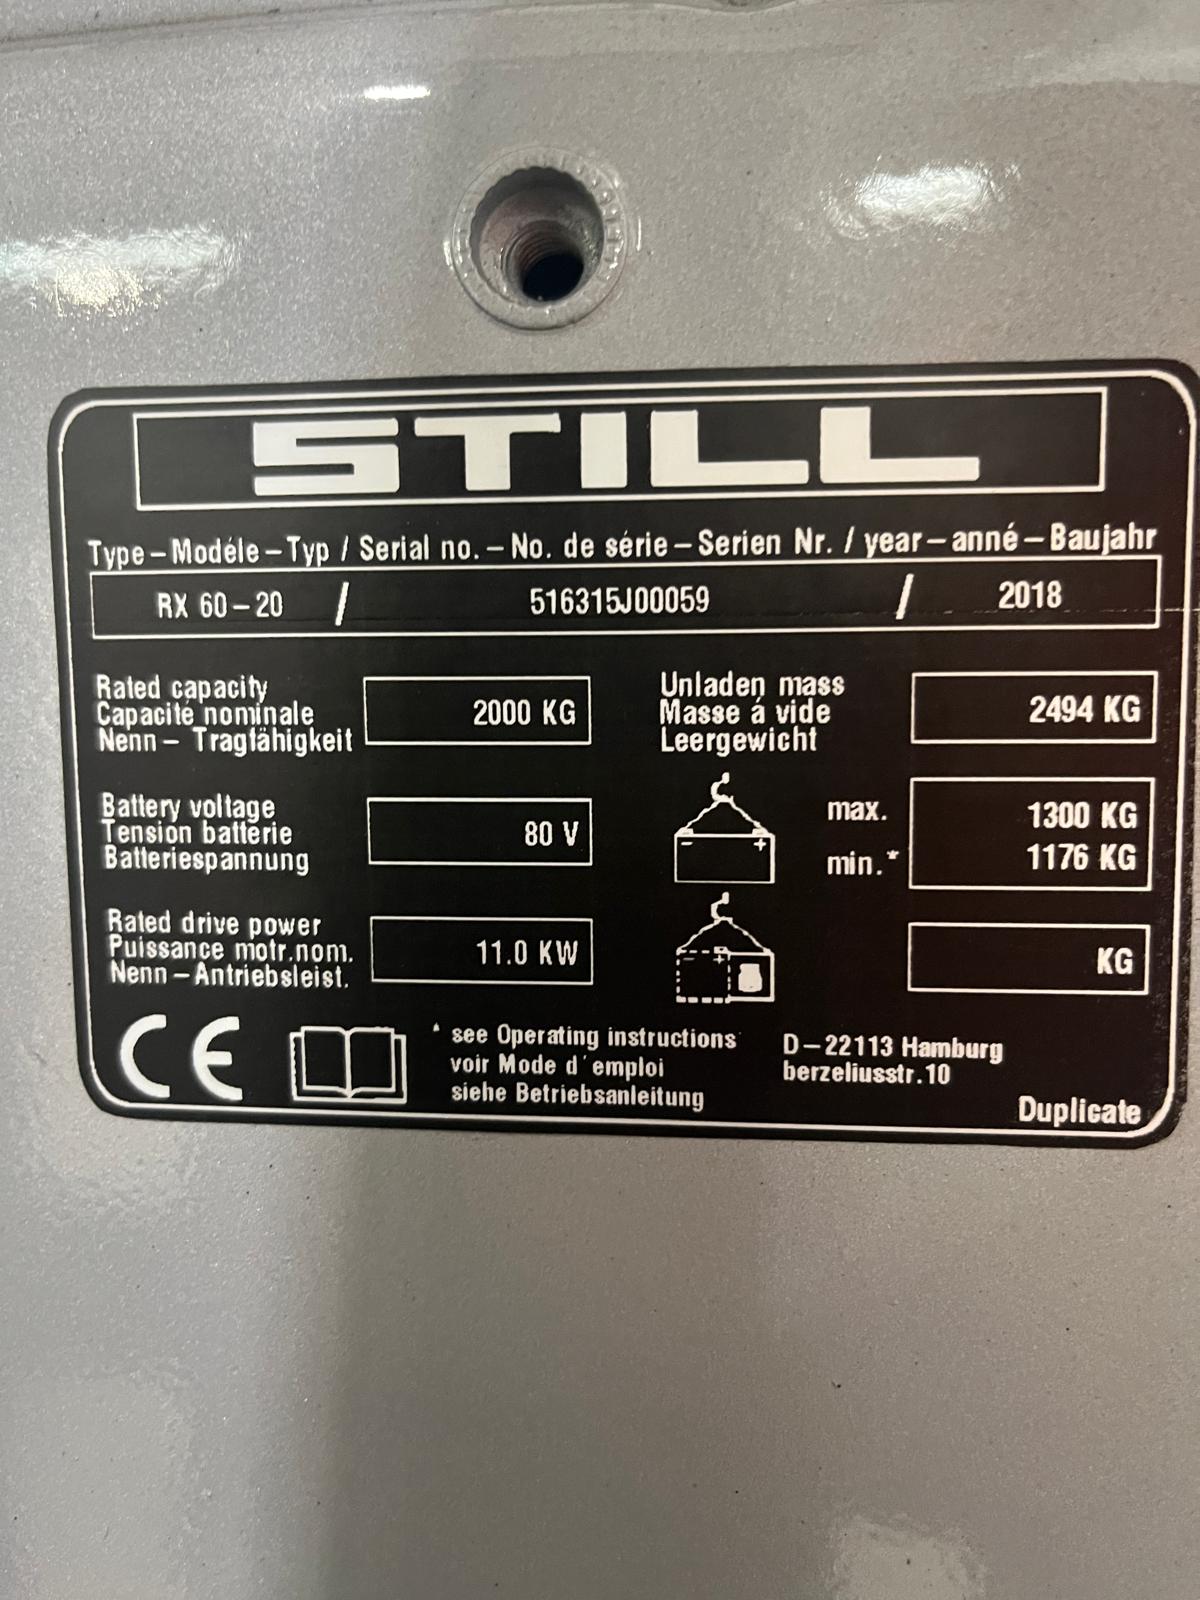 STILL
Type – Modéle – Typ / Serial no. – No. de série – Serien Nr. / year – anné – Baujahr
RX 60 – 20 / 516315J00059 / 2018
Rated capacity
Capacité nominale
Nenn – Tragfähigkeit
2000 KG
Unladen mass
Masse á vide
Leergewicht
2494 KG
Battery voltage
Tension batterie
Batteriespannung
80 V
- +
max. 1300 KG
min.* 1176 KG
Rated drive power
Puissance motr.nom.
Nenn – Antriebsleist.
11.0 KW
- +
KG
CE
* see Operating instructions
voir Mode d'emploi
siehe Betriebsanleitung
D – 22113 Hamburg
berzeliusstr.10
Duplicate